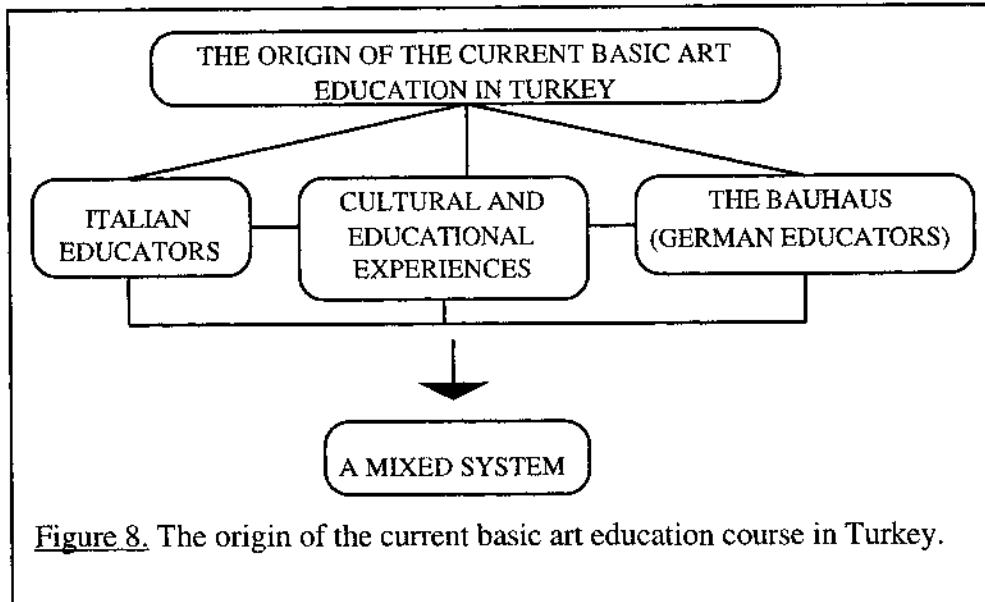 THE ORIGIN OF THE CURRENT BASIC ART
EDUCATION IN TURKEY
ITALIAN
EDUCATORS
CULTURAL AND
EDUCATIONAL
EXPERIENCES
THE BAUHAUS
(GERMAN EDUCATORS)
A MIXED SYSTEM
Figure 8. The origin of the current basic art education course in Turkey.